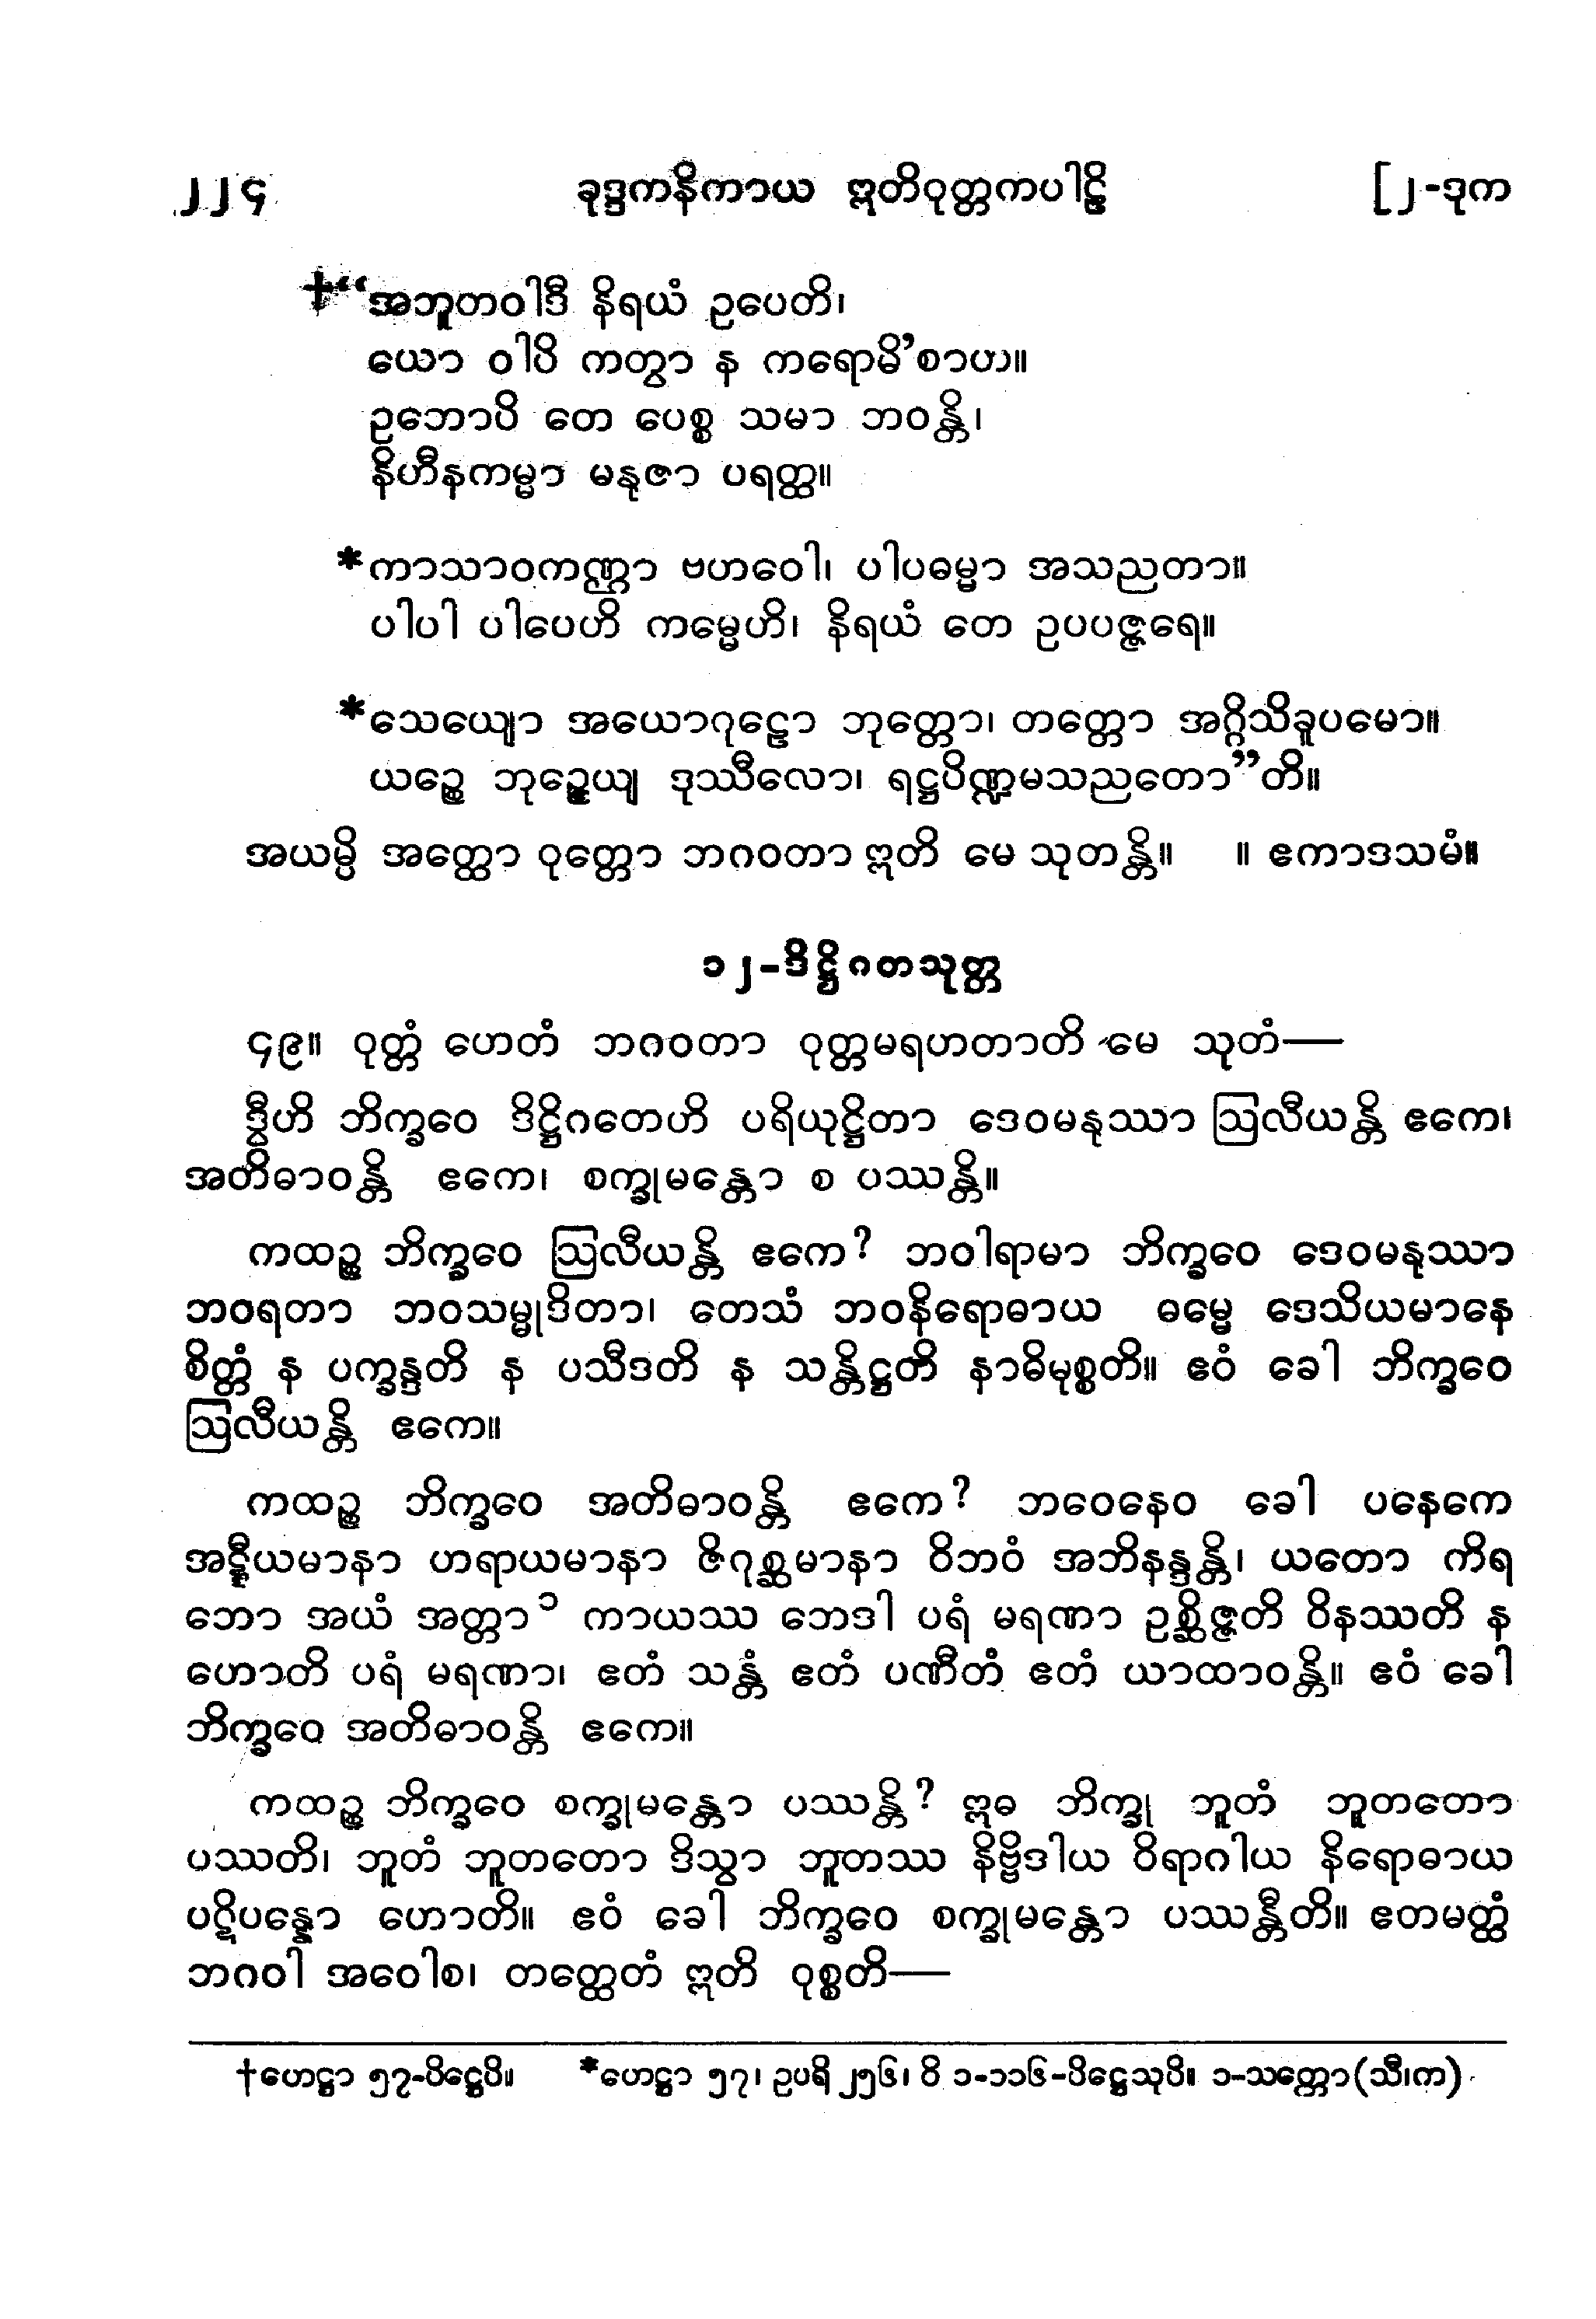 ၂၂၄ ခုဒ္ဒကနိကာယ ဣတိဝုတ္တကပါဠိ [၂-ဒုက
†“အဘူတဝါဒီ နိရယံ ဥပေတိ၊
ယော ဝါပိ ကတွာ န ကရောမိ’စာဟ။
ဥဘောပိ တေ ပေစ္စ သမာ ဘဝန္တိ၊
နိဟီနကမ္မာ မနုဇာ ပရတ္ထ။
*ကာသာဝကဏ္ဌာ ဗဟဝေါ၊ ပါပဓမ္မာ အသညတာ။
ပါပါ ပါပေဟိ ကမ္မေဟိ၊ နိရယံ တေ ဥပပဇ္ဇရေ။
*သေယျော အယောဂုဠော ဘုတ္တော၊ တတ္တော အဂ္ဂိသိခူပမော။
ယဉ္စေ ဘုဉ္ဇေယျ ဒုဿီလော၊ ရဋ္ဌပိဏ္ဍမသညတော”တိ။
အယမ္ပိ အတ္ထော ဝုတ္တော ဘဂဝတာ ဣတိ မေ သုတန္တိ။ ။ ဧကာဒသမံ။
၁၂-ဒိဋ္ဌိဂတသုတ္တ
၄၉။ ဝုတ္တံ ဟေတံ ဘဂဝတာ ဝုတ္တမရဟတာတိ မေ သုတံ—
ဒွီဟိ ဘိက္ခဝေ ဒိဋ္ဌိဂတေဟိ ပရိယုဋ္ဌိတာ ဒေဝမနုဿာ ဩလီယန္တိ ဧကေ၊
အတိဓာဝန္တိ ဧကေ၊ စက္ခုမန္တော စ ပဿန္တိ။
ကထဉ္စ ဘိက္ခဝေ ဩလီယန္တိ ဧကေ? ဘဝါရာမာ ဘိက္ခဝေ ဒေဝမနုဿာ
ဘဝရတာ ဘဝသမ္မုဒိတာ၊ တေသံ ဘဝနိရောဓာယ ဓမ္မေ ဒေသိယမာနေ
စိတ္တံ န ပက္ခန္ဒတိ န ပသီဒတိ န သန္တိဋ္ဌတိ နာဓိမုစ္စတိ။ ဧဝံ ခေါ ဘိက္ခဝေ
ဩလီယန္တိ ဧကေ။
ကထဉ္စ ဘိက္ခဝေ အတိဓာဝန္တိ ဧကေ? ဘဝေနေဝ ခေါ ပနေကေ
အဋ္ဋီယမာနာ ဟရာယမာနာ ဇိဂုစ္ဆမာနာ ဝိဘဝံ အဘိနန္ဒန္တိ၊ ယတော ကိရ
ဘော အယံ အတ္တာ၁ ကာယဿ ဘေဒါ ပရံ မရဏာ ဥစ္ဆိဇ္ဇတိ ဝိနဿတိ န
ဟောတိ ပရံ မရဏာ၊ ဧတံ သန္တံ ဧတံ ပဏီတံ ဧတံ ယာထာဝန္တိ။ ဧဝံ ခေါ
ဘိက္ခဝေ အတိဓာဝန္တိ ဧကေ။
ကထဉ္စ ဘိက္ခဝေ စက္ခုမန္တော ပဿန္တိ? ဣဓ ဘိက္ခု ဘူတံ ဘူတတော
ပဿတိ၊ ဘူတံ ဘူတတော ဒိသွာ ဘူတဿ နိဗ္ဗိဒါယ ဝိရာဂါယ နိရောဓာယ
ပဋိပန္နော ဟောတိ။ ဧဝံ ခေါ ဘိက္ခဝေ စက္ခုမန္တော ပဿန္တီတိ။ ဧတမတ္ထံ
ဘဂဝါ အဝေါစ၊ တတ္ထေတံ ဣတိ ဝုစ္စတိ—
†ဟေဋ္ဌာ ၅၇-ပိဋ္ဌေပိ။ *ဟေဋ္ဌာ ၅၇၊ ဥပရိ ၂၅၆၊ ဝိ ၁-၁၁၆-ပိဋ္ဌေသုပိ။ ၁-သတ္တော(သီ၊က)